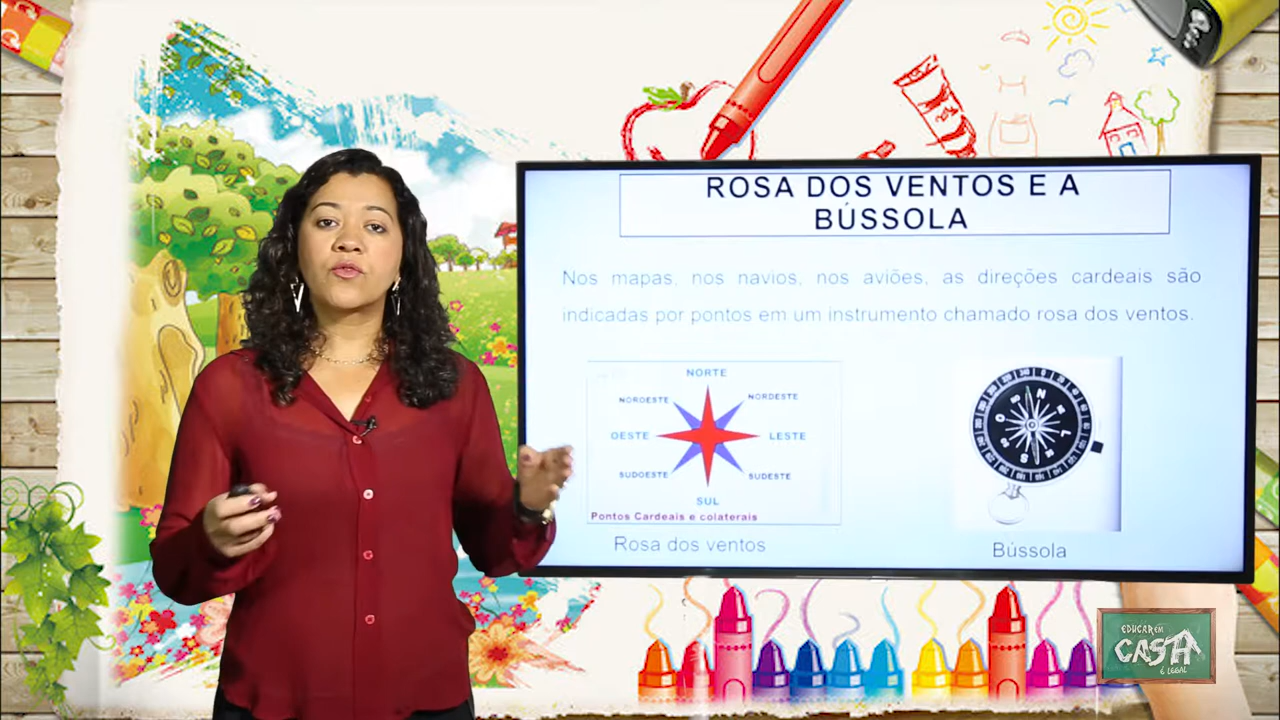 ROSA DOS VENTOS E A
BÚSSOLA
Nos mapas, nos navios, nos aviões, as direções cardeais são
indicadas por pontos em um instrumento chamado rosa dos ventos.
NORTE
NOROESTE
NORDESTE
OESTE
LESTE
SUDOESTE
SUDESTE
SUL
Pontos Cardeais e colaterais
Rosa dos ventos
Bússola
EDUCAR EM
CASA
É LEGAL